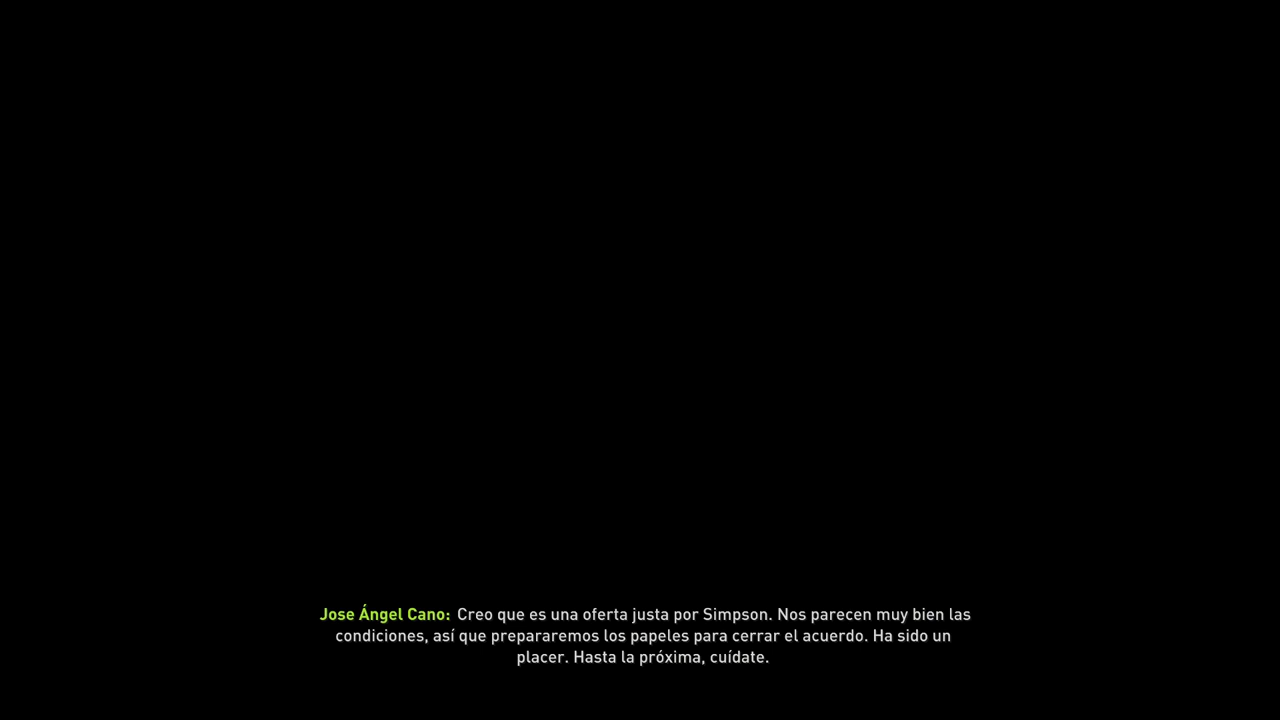 Jose Ángel Cano: Creo que es una oferta justa por Simpson. Nos parecen muy bien las
condiciones, así que prepararemos los papeles para cerrar el acuerdo. Ha sido un
placer. Hasta la próxima, cuídate.